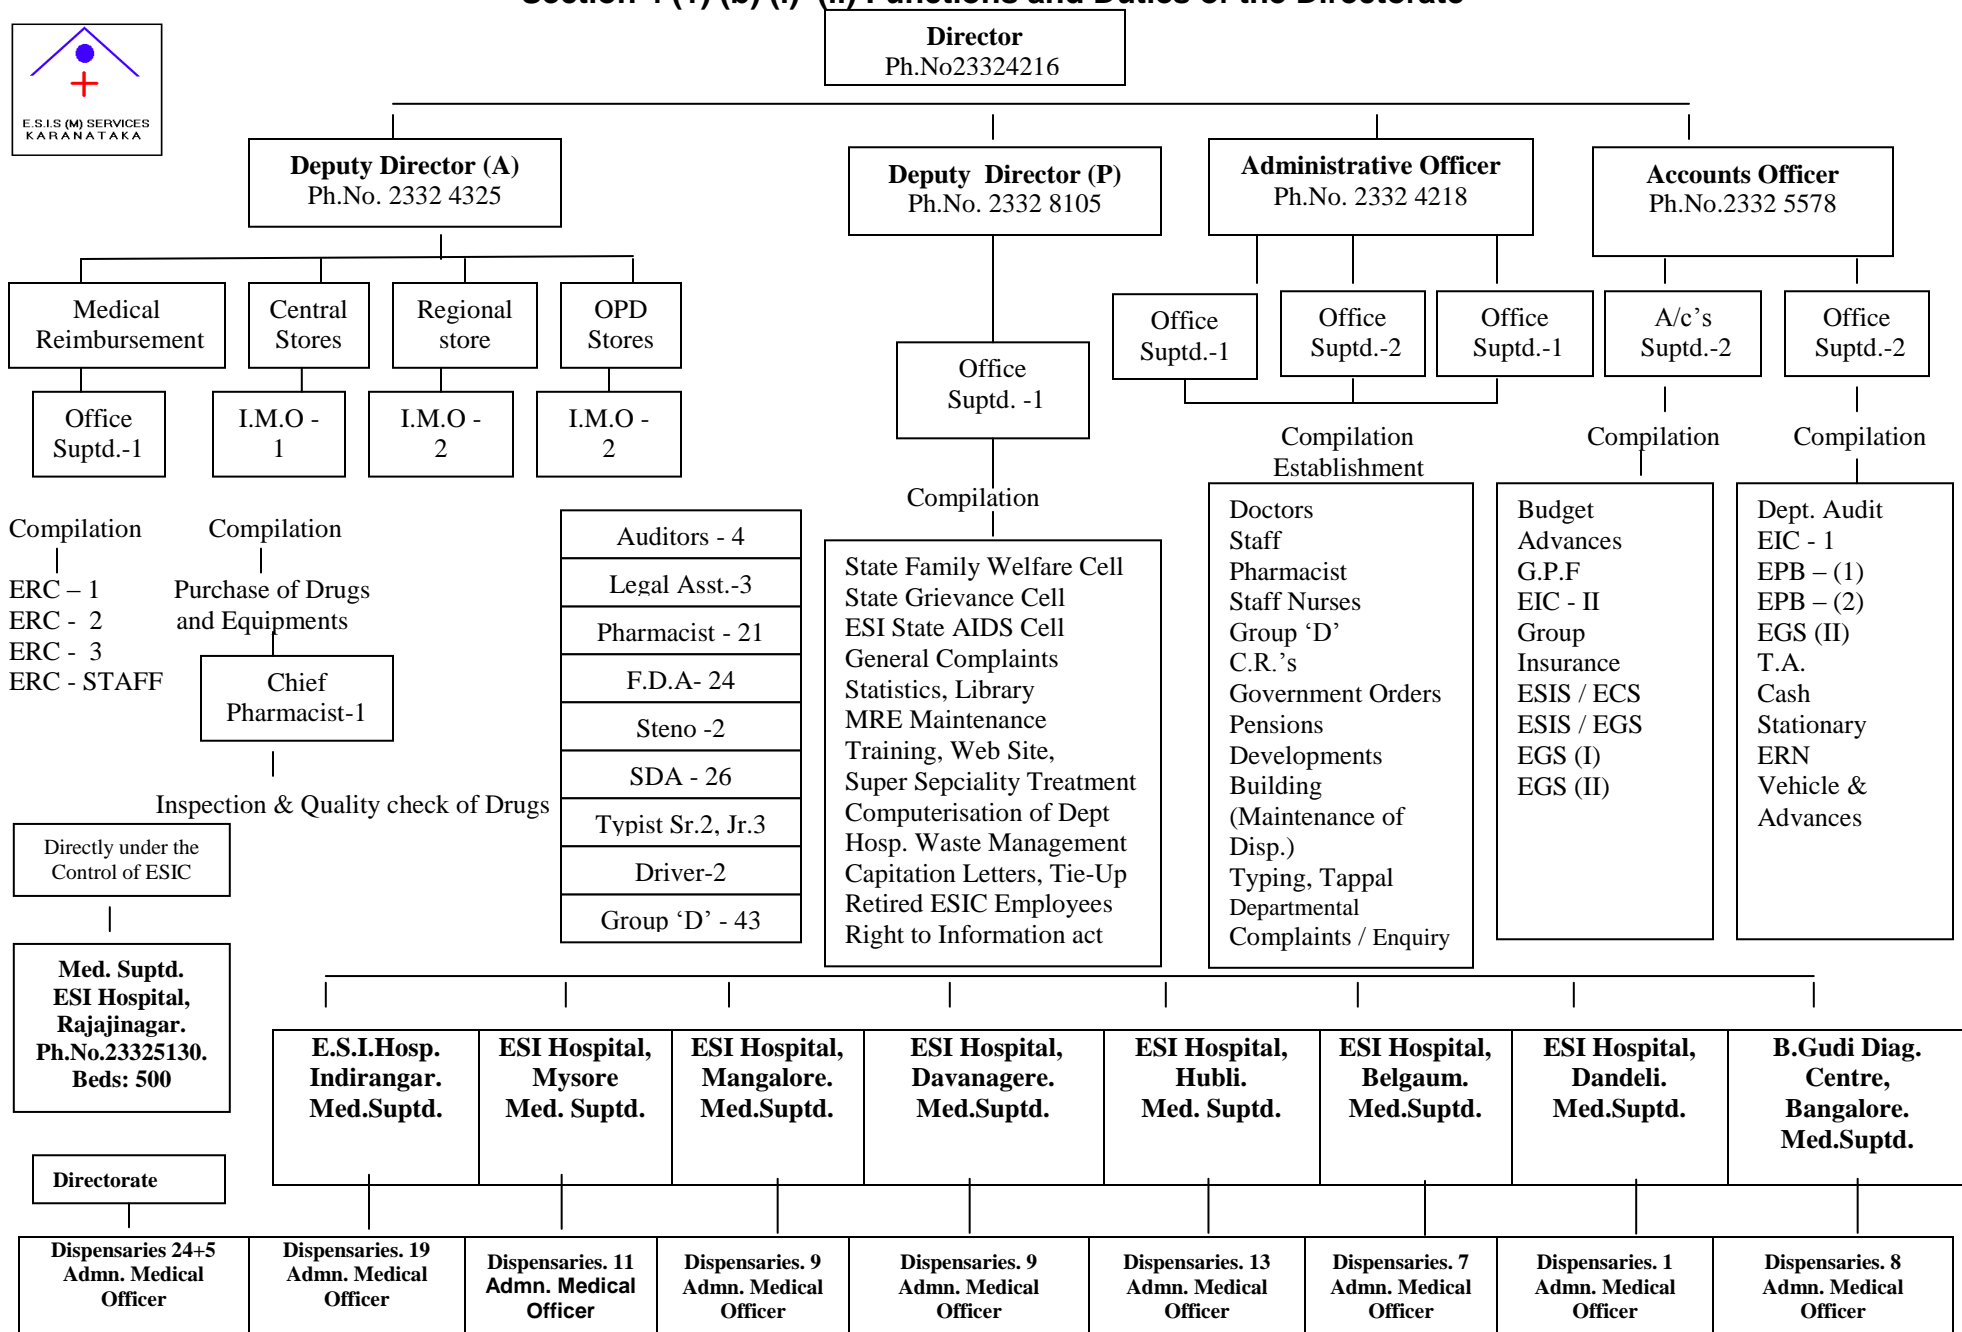 Section 4 (1) (b) (i) (ii) Functions and Duties of the Directorate
E.S.I.S (M) SERVICES
KARANATAKA
Director
Ph.No23324216
Deputy Director (A)
Ph.No. 2332 4325
Deputy Director (P)
Ph.No. 2332 8105
Administrative Officer
Ph.No. 2332 4218
Accounts Officer
Ph.No.2332 5578
Medical
Reimbursement
Central
Stores
Regional
store
OPD
Stores
Office
Suptd.-1
I.M.O -
1
I.M.O -
2
I.M.O -
2
Office
Suptd. -1
Office
Suptd.-1
Office
Suptd.-2
Office
Suptd.-1
A/c’s
Suptd.-2
Office
Suptd.-2
Compilation
ERC – 1
ERC - 2
ERC - 3
ERC - STAFF
Compilation
Purchase of Drugs
and Equipments
Chief
Pharmacist-1
Inspection & Quality check of Drugs
Auditors - 4
Legal Asst.-3
Pharmacist - 21
F.D.A- 24
Steno -2
SDA - 26
Typist Sr.2, Jr.3
Driver-2
Group ‘D’ - 43
Compilation
State Family Welfare Cell
State Grievance Cell
ESI State AIDS Cell
General Complaints
Statistics, Library
MRE Maintenance
Training, Web Site,
Super Sepciality Treatment
Computerisation of Dept
Hosp. Waste Management
Capitation Letters, Tie-Up
Retired ESIC Employees
Right to Information act
Compilation
Establishment
Doctors
Staff
Pharmacist
Staff Nurses
Group ‘D’
C.R.’s
Government Orders
Pensions
Developments
Building
(Maintenance of
Disp.)
Typing, Tappal
Departmental
Complaints / Enquiry
Compilation
Budget
Advances
G.P.F
EIC - II
Group
Insurance
ESIS / ECS
ESIS / EGS
EGS (I)
EGS (II)
Compilation
Dept. Audit
EIC - 1
EPB – (1)
EPB – (2)
EGS (II)
T.A.
Cash
Stationary
ERN
Vehicle &
Advances
Directly under the
Control of ESIC
Med. Suptd.
ESI Hospital,
Rajajinagar.
Ph.No.23325130.
Beds: 500
E.S.I.Hosp.
Indirangar.
Med.Suptd.
ESI Hospital,
Mysore
Med. Suptd.
ESI Hospital,
Mangalore.
Med.Suptd.
ESI Hospital,
Davanagere.
Med.Suptd.
ESI Hospital,
Hubli.
Med. Suptd.
ESI Hospital,
Belgaum.
Med.Suptd.
ESI Hospital,
Dandeli.
Med.Suptd.
B.Gudi Diag.
Centre,
Bangalore.
Med.Suptd.
Directorate
Dispensaries 24+5
Admn. Medical
Officer
Dispensaries. 19
Admn. Medical
Officer
Dispensaries. 11
Admn. Medical
Officer
Dispensaries. 9
Admn. Medical
Officer
Dispensaries. 9
Admn. Medical
Officer
Dispensaries. 13
Admn. Medical
Officer
Dispensaries. 7
Admn. Medical
Officer
Dispensaries. 1
Admn. Medical
Officer
Dispensaries. 8
Admn. Medical
Officer